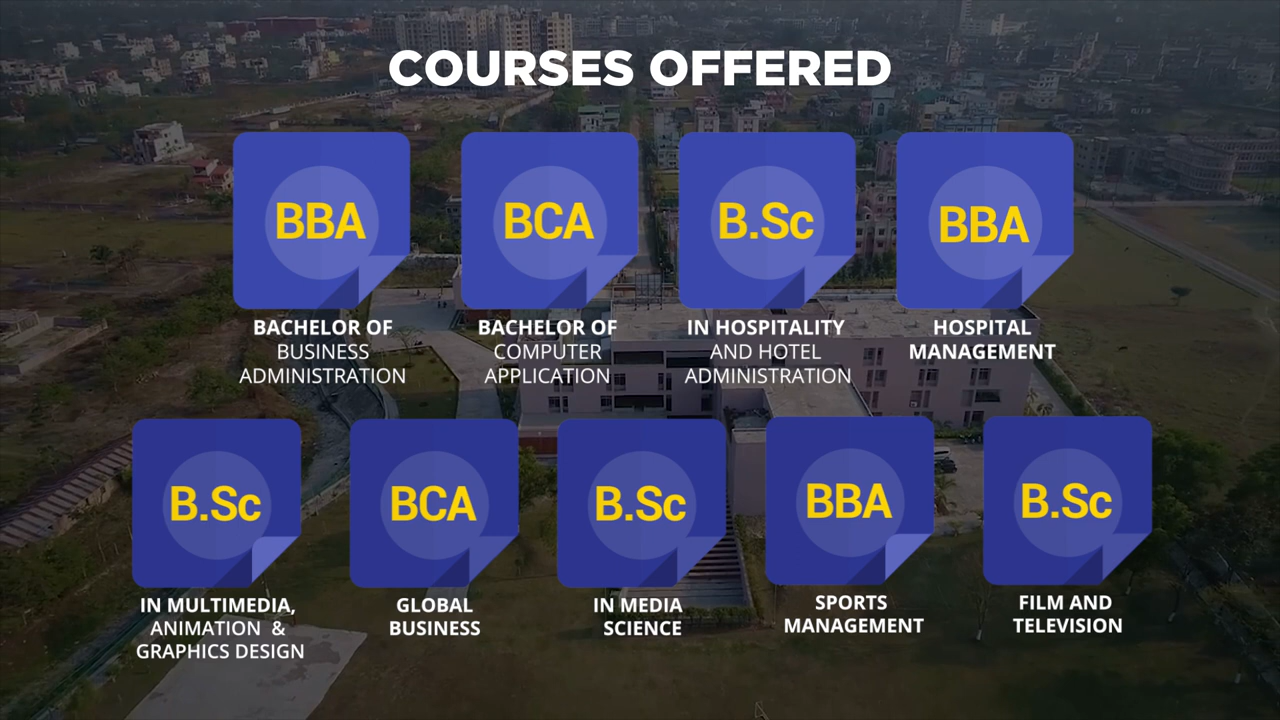 COURSES OFFERED
BBA
BACHELOR OF
BUSINESS
ADMINISTRATION
BCA
BACHELOR OF
COMPUTER
APPLICATION
B.Sc
IN HOSPITALITY
AND HOTEL
ADMINISTRATION
BBA
HOSPITAL
MANAGEMENT
B.Sc
IN MULTIMEDIA,
ANIMATION &
GRAPHICS DESIGN
BCA
GLOBAL
BUSINESS
B.Sc
IN MEDIA
SCIENCE
BBA
SPORTS
MANAGEMENT
B.Sc
FILM AND
TELEVISION